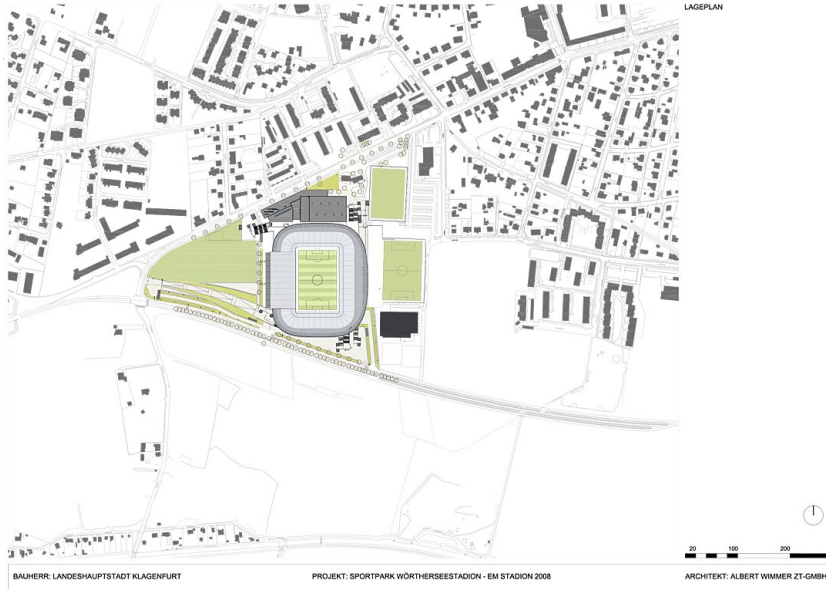 LAGEPLAN
20 100 200
BAUHERR: LANDESHAUPTSTADT KLAGENFURT
PROJEKT: SPORTPARK WÖRTHERSEESTADION - EM STADION 2008
ARCHITEKT: ALBERT WIMMER ZT-GMBH